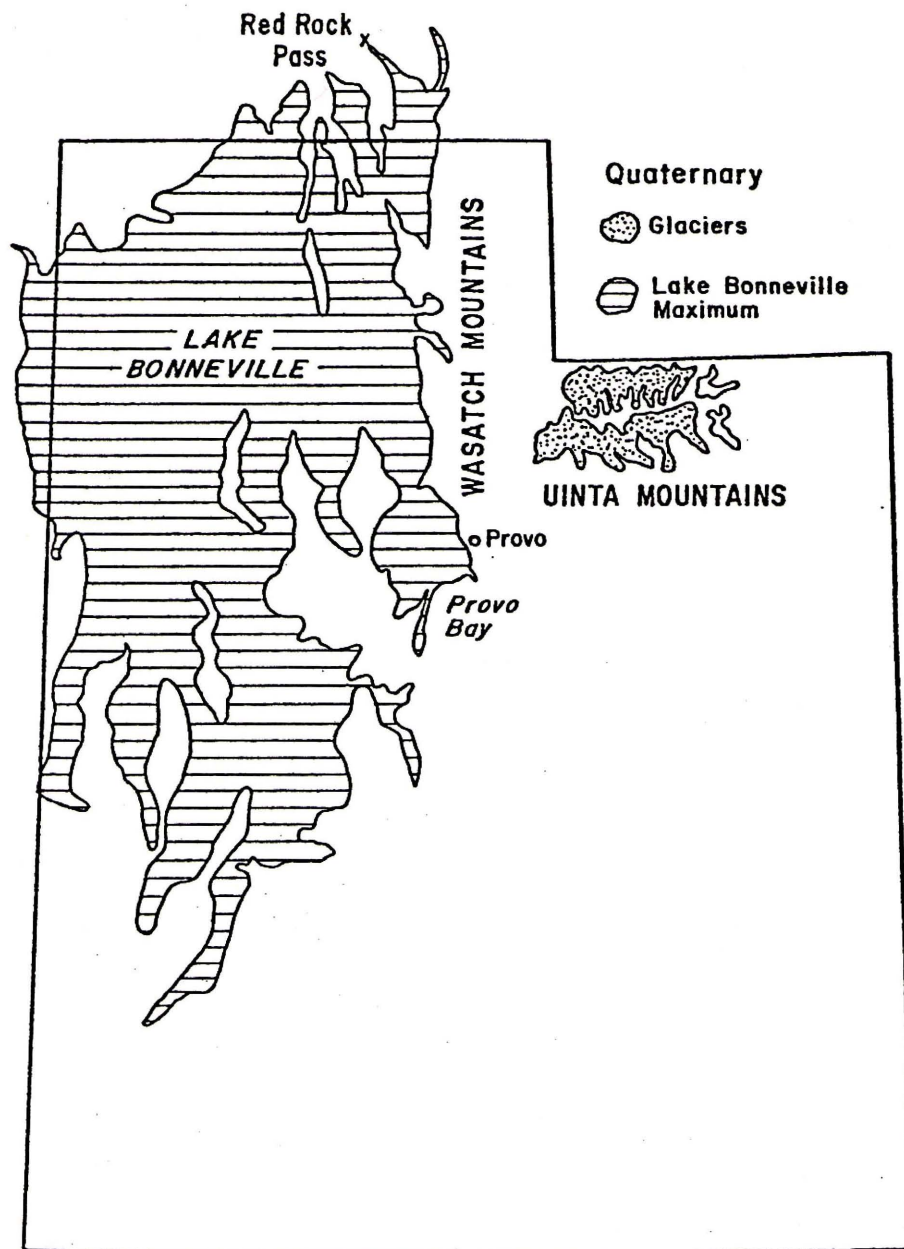 Red Rock
Pass
x
Quaternary
Glaciers
Lake Bonneville
Maximum
WASATCH MOUNTAINS
LAKE
BONNEVILLE
UINTA MOUNTAINS
Provo
Provo
Bay